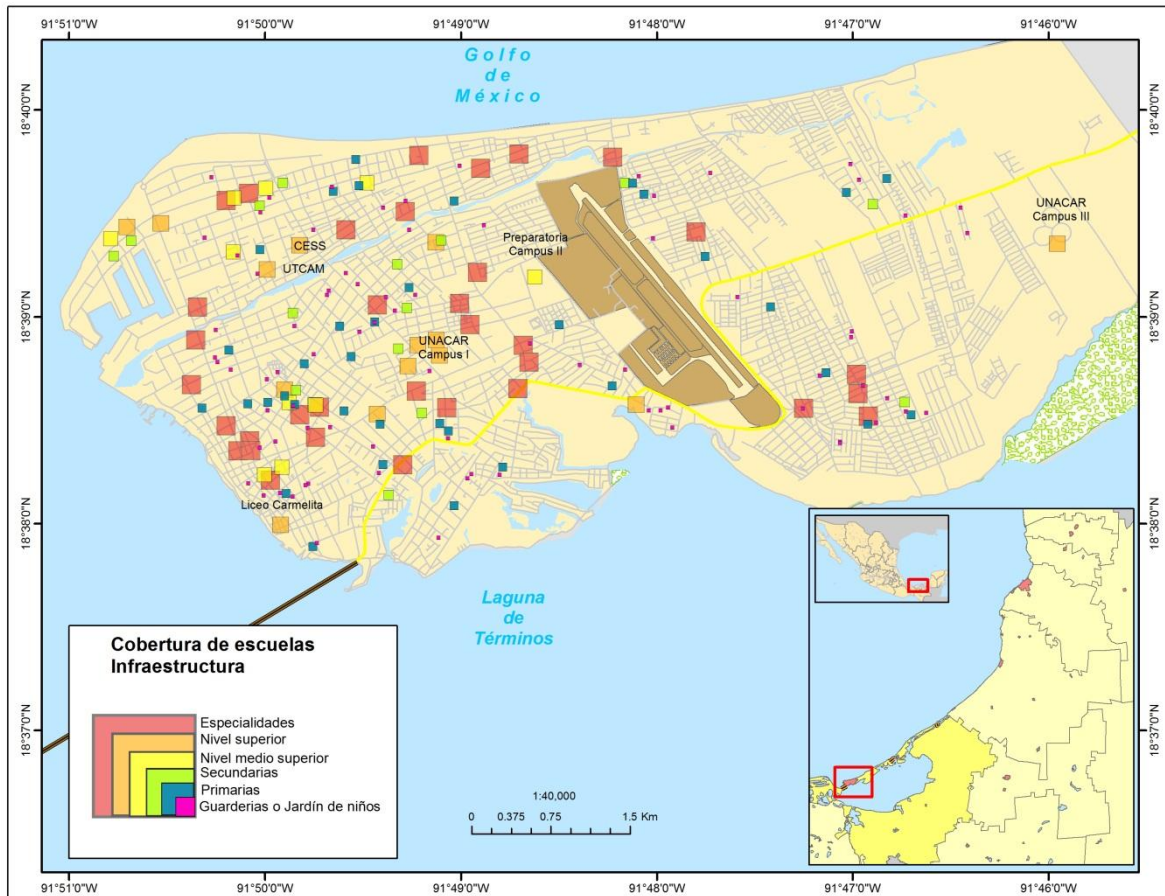 91°51'0"W 91°50'0"W 91°49'0"W 91°48'0"W 91°47'0"W 91°46'0"W
18°40'0"N
18°40'0"N
Golfo
de
México
UNACAR
Campus III
CESS
Preparatoria
Campus II
UTCAM
18°39'0"N
18°39'0"N
UNACAR
Campus I
Liceo Carmelita
18°38'0"N
18°38'0"N
Laguna
de
Términos
Cobertura de escuelas
Infraestructura
Especialidades
Nivel superior
Nivel medio superior
Secundarias
Primarias
Guarderias o Jardín de niños
18°37'0"N
18°37'0"N
1:40,000
0 0.375 0.75 1.5 Km
91°51'0"W 91°50'0"W 91°49'0"W 91°48'0"W 91°47'0"W 91°46'0"W